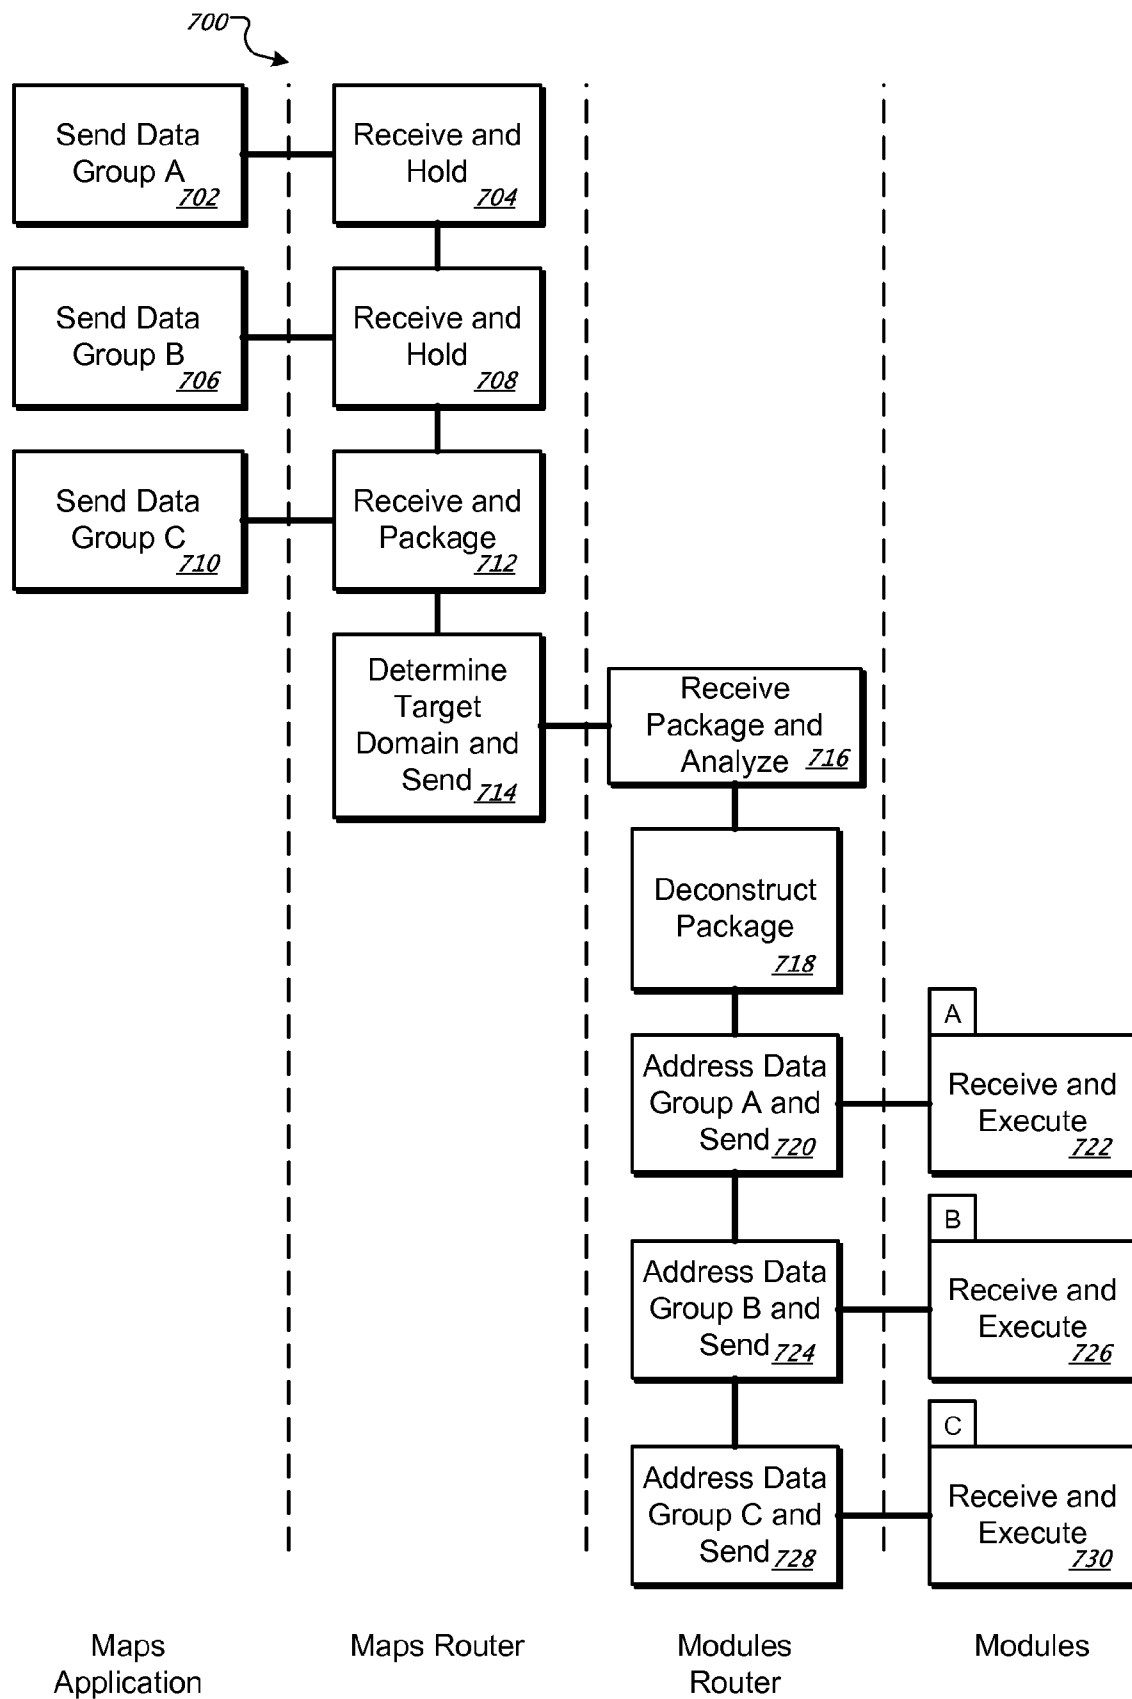 700
Send Data
Group A
702
Receive and
Hold
704
Send Data
Group B
706
Receive and
Hold
708
Send Data
Group C
710
Receive and
Package
712
Determine
Target
Domain and
Send
714
Receive
Package and
Analyze
716
Deconstruct
Package
718
Address Data
Group A and
Send
720
A
Receive and
Execute
722
Address Data
Group B and
Send
724
B
Receive and
Execute
726
Address Data
Group C and
Send
728
C
Receive and
Execute
730
Maps
Application
Maps Router
Modules
Router
Modules